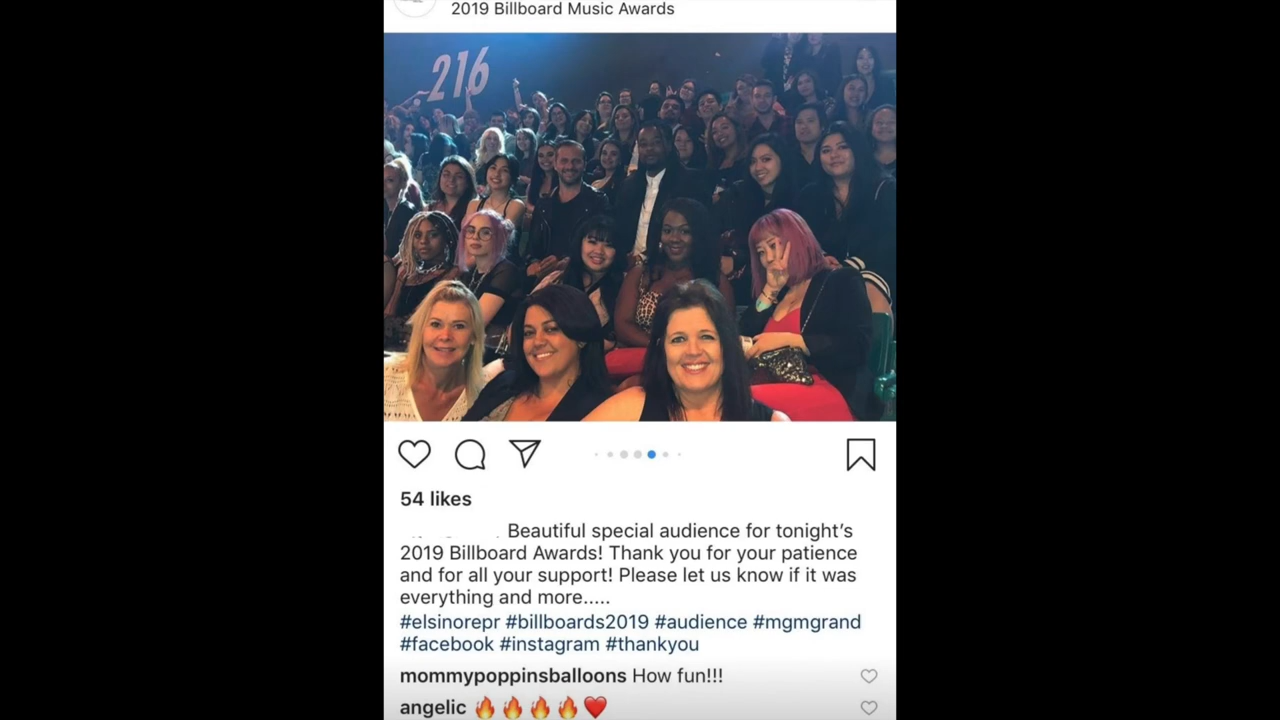 2019 Billboard Music Awards
216
54 likes
Beautiful special audience for tonight's
2019 Billboard Awards! Thank you for your patience
and for all your support! Please let us know if it was
everything and more.....
#elsinorepr #billboards2019 #audience #mgmgrand
#facebook #instagram #thankyou
mommypoppinsballoons How fun!!!
angelic 🔥🔥🔥🔥❤️